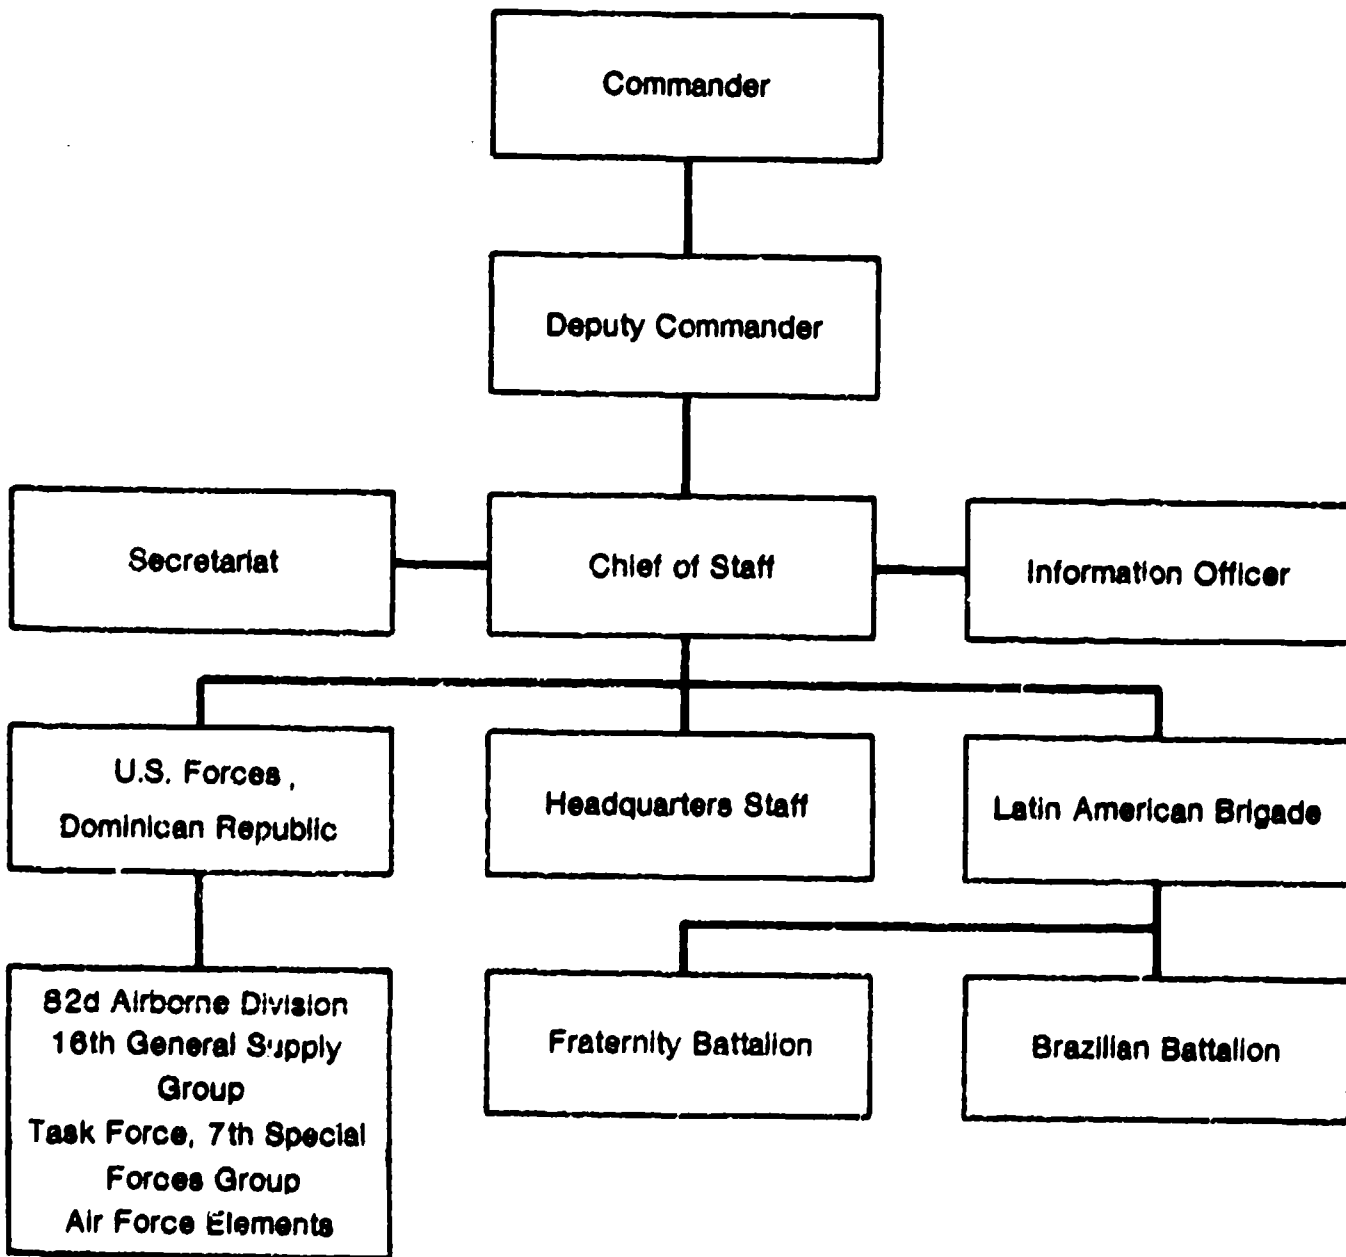 Commander
Deputy Commander
Secretariat
Chief of Staff
Information Officer
U.S. Forces,
Dominican Republic
Headquarters Staff
Latin American Brigade
82d Airborne Division
16th General Supply
Group
Task Force, 7th Special
Forces Group
Air Force Elements
Fraternity Battalion
Brazilian Battalion